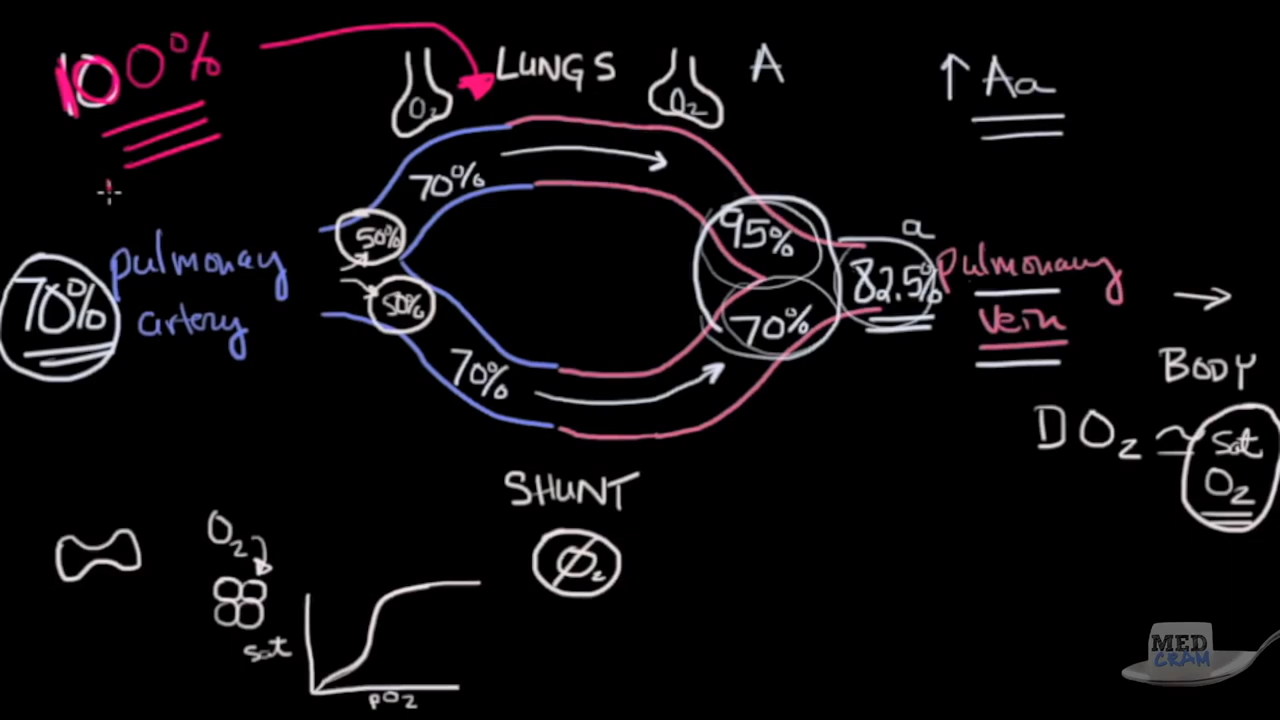 100%
LUNGS
A
↑ Aa
O2
O2
70%
50%
95%
a
pulmonay
artery
70%
50%
82.5%
pulmonary
vein
→
70%
70%
BODY
DO2 ≃ Sat
O2
SHUNT
O2
O2
sat
pO2
MED
CRAM